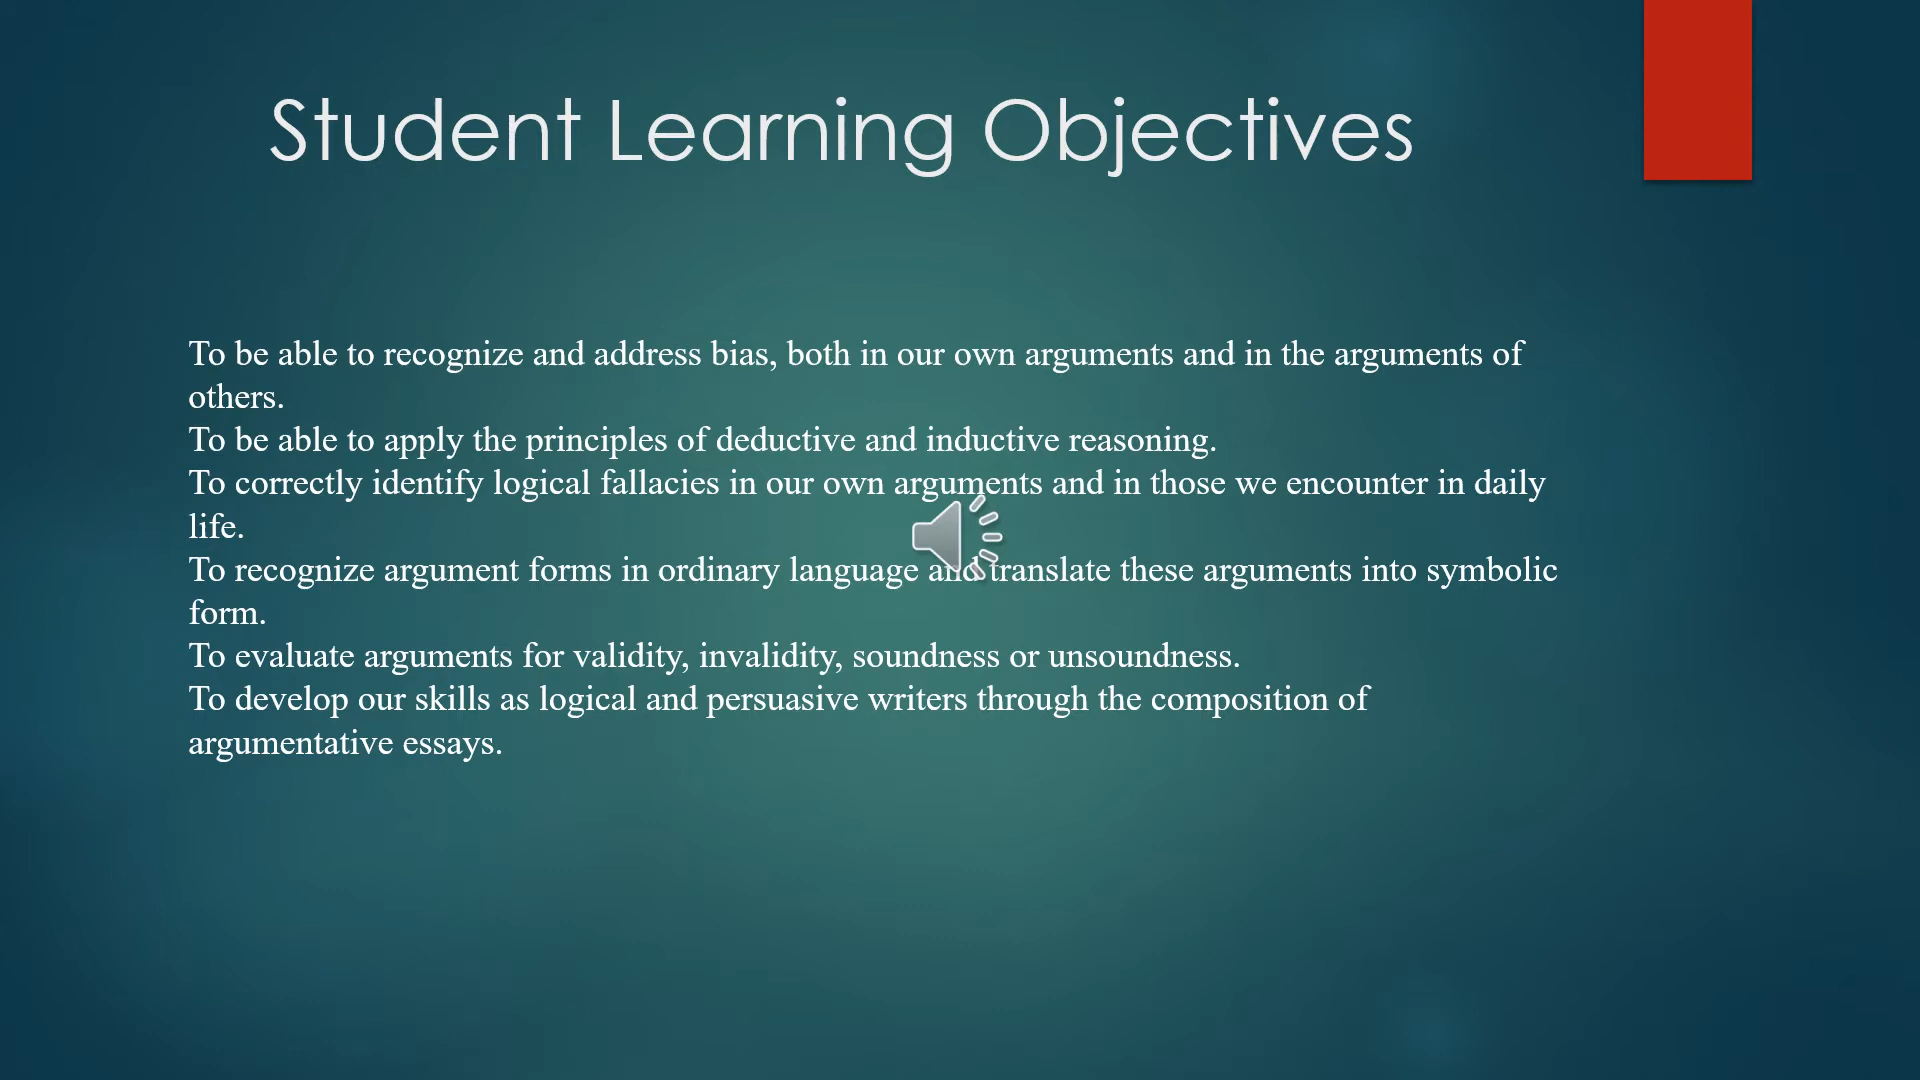 Student Learning Objectives
To be able to recognize and address bias, both in our own arguments and in the arguments of
others.
To be able to apply the principles of deductive and inductive reasoning.
To correctly identify logical fallacies in our own arguments and in those we encounter in daily
life.
To recognize argument forms in ordinary language and translate these arguments into symbolic
form.
To evaluate arguments for validity, invalidity, soundness or unsoundness.
To develop our skills as logical and persuasive writers through the composition of
argumentative essays.